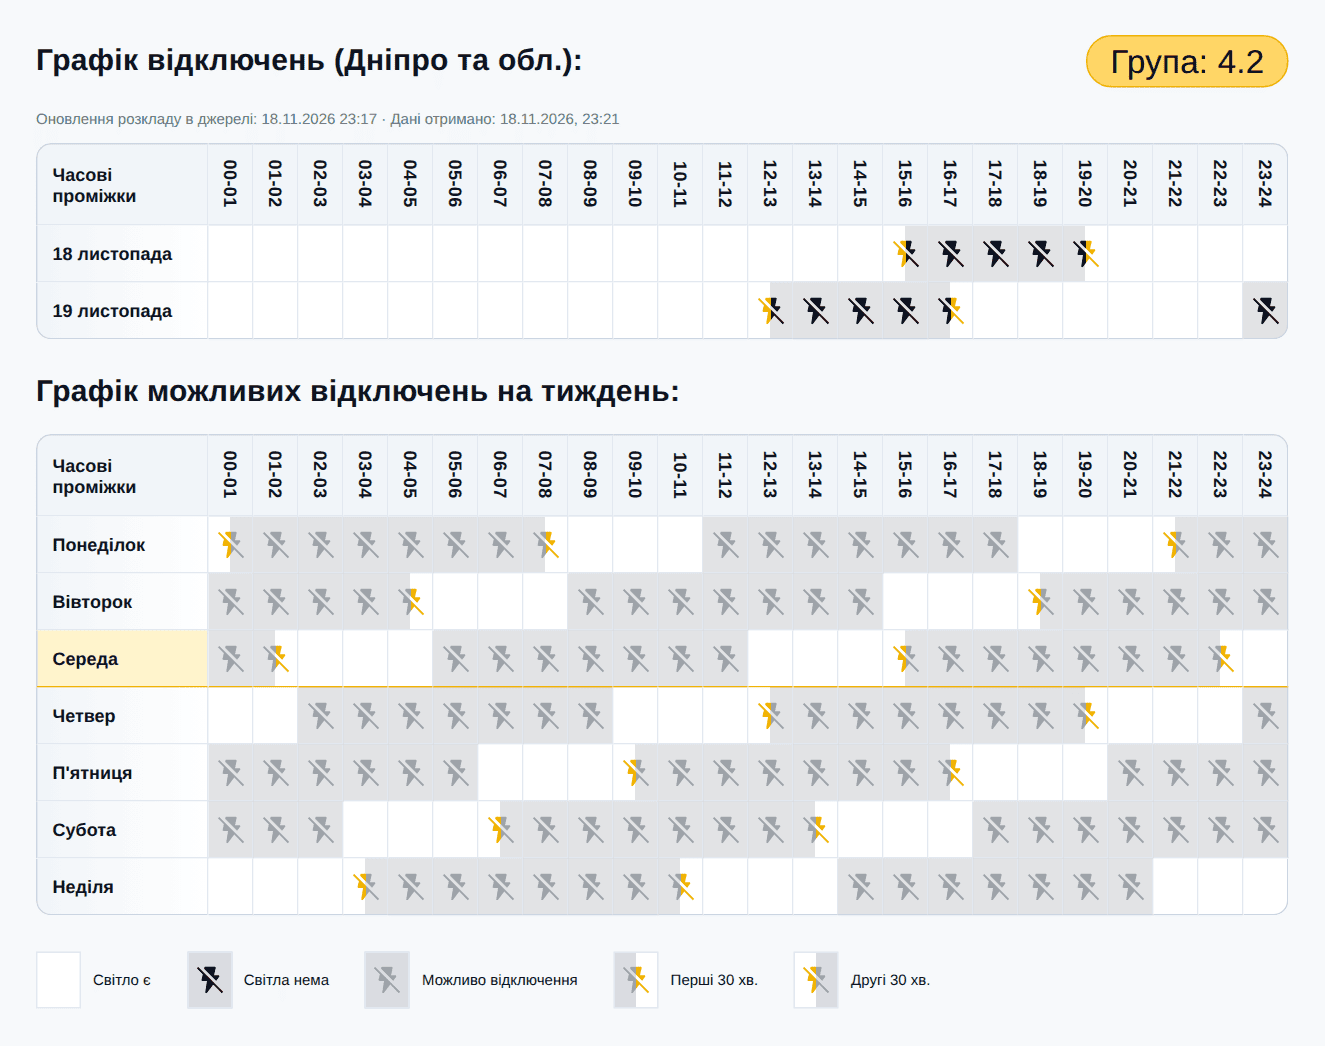 Графік відключень (Дніпро та обл.):
Група: 4.2
Оновлення розкладу в джерелі: 18.11.2026 23:17 · Дані отримано: 18.11.2026, 23:21
Часові
проміжки
00-01 01-02 02-03 03-04 04-05 05-06 06-07 07-08 08-09 09-10 10-11 11-12 12-13 13-14 14-15 15-16 16-17 17-18 18-19 19-20 20-21 21-22 22-23 23-24
18 листопада
19 листопада
Графік можливих відключень на тиждень:
Часові
проміжки
00-01 01-02 02-03 03-04 04-05 05-06 06-07 07-08 08-09 09-10 10-11 11-12 12-13 13-14 14-15 15-16 16-17 17-18 18-19 19-20 20-21 21-22 22-23 23-24
Понеділок
Вівторок
Середа
Четвер
П'ятниця
Субота
Неділя
Світло є Світла нема Можливо відключення Перші 30 хв. Другі 30 хв.